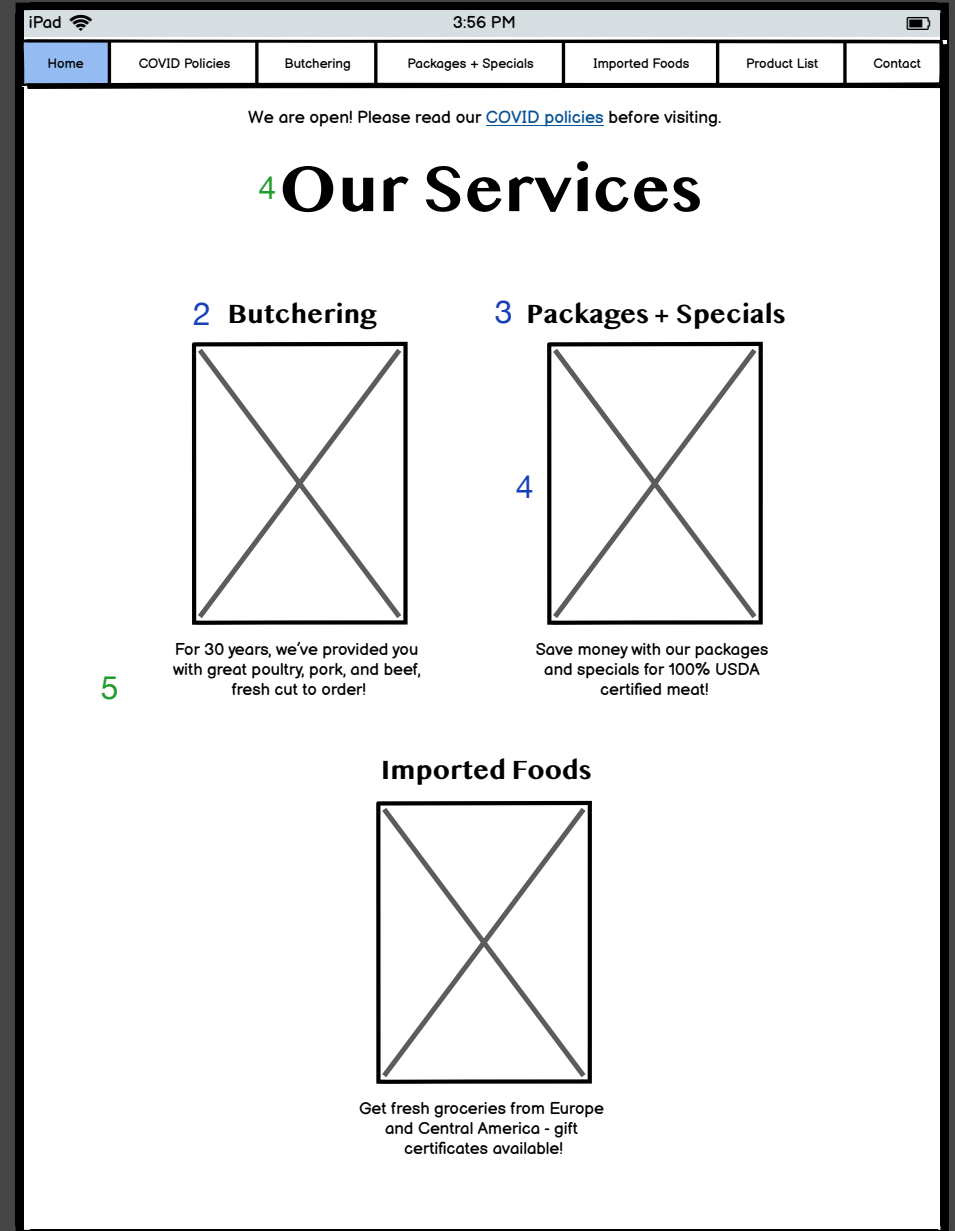 iPad 3:56 PM
Home COVID Policies Butchering Packages + Specials Imported Foods Product List Contact
We are open! Please read our COVID policies before visiting.
4 Our Services
2 Butchering
3 Packages + Specials
4
For 30 years, we've provided you
with great poultry, pork, and beef,
fresh cut to order!
Save money with our packages
and specials for 100% USDA
certified meat!
5
Imported Foods
Get fresh groceries from Europe
and Central America - gift
certificates available!